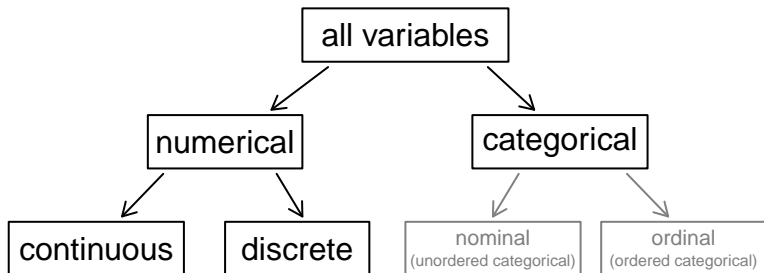 all variables
numerical
categorical
continuous
discrete
nominal
(unordered categorical)
ordinal
(ordered categorical)